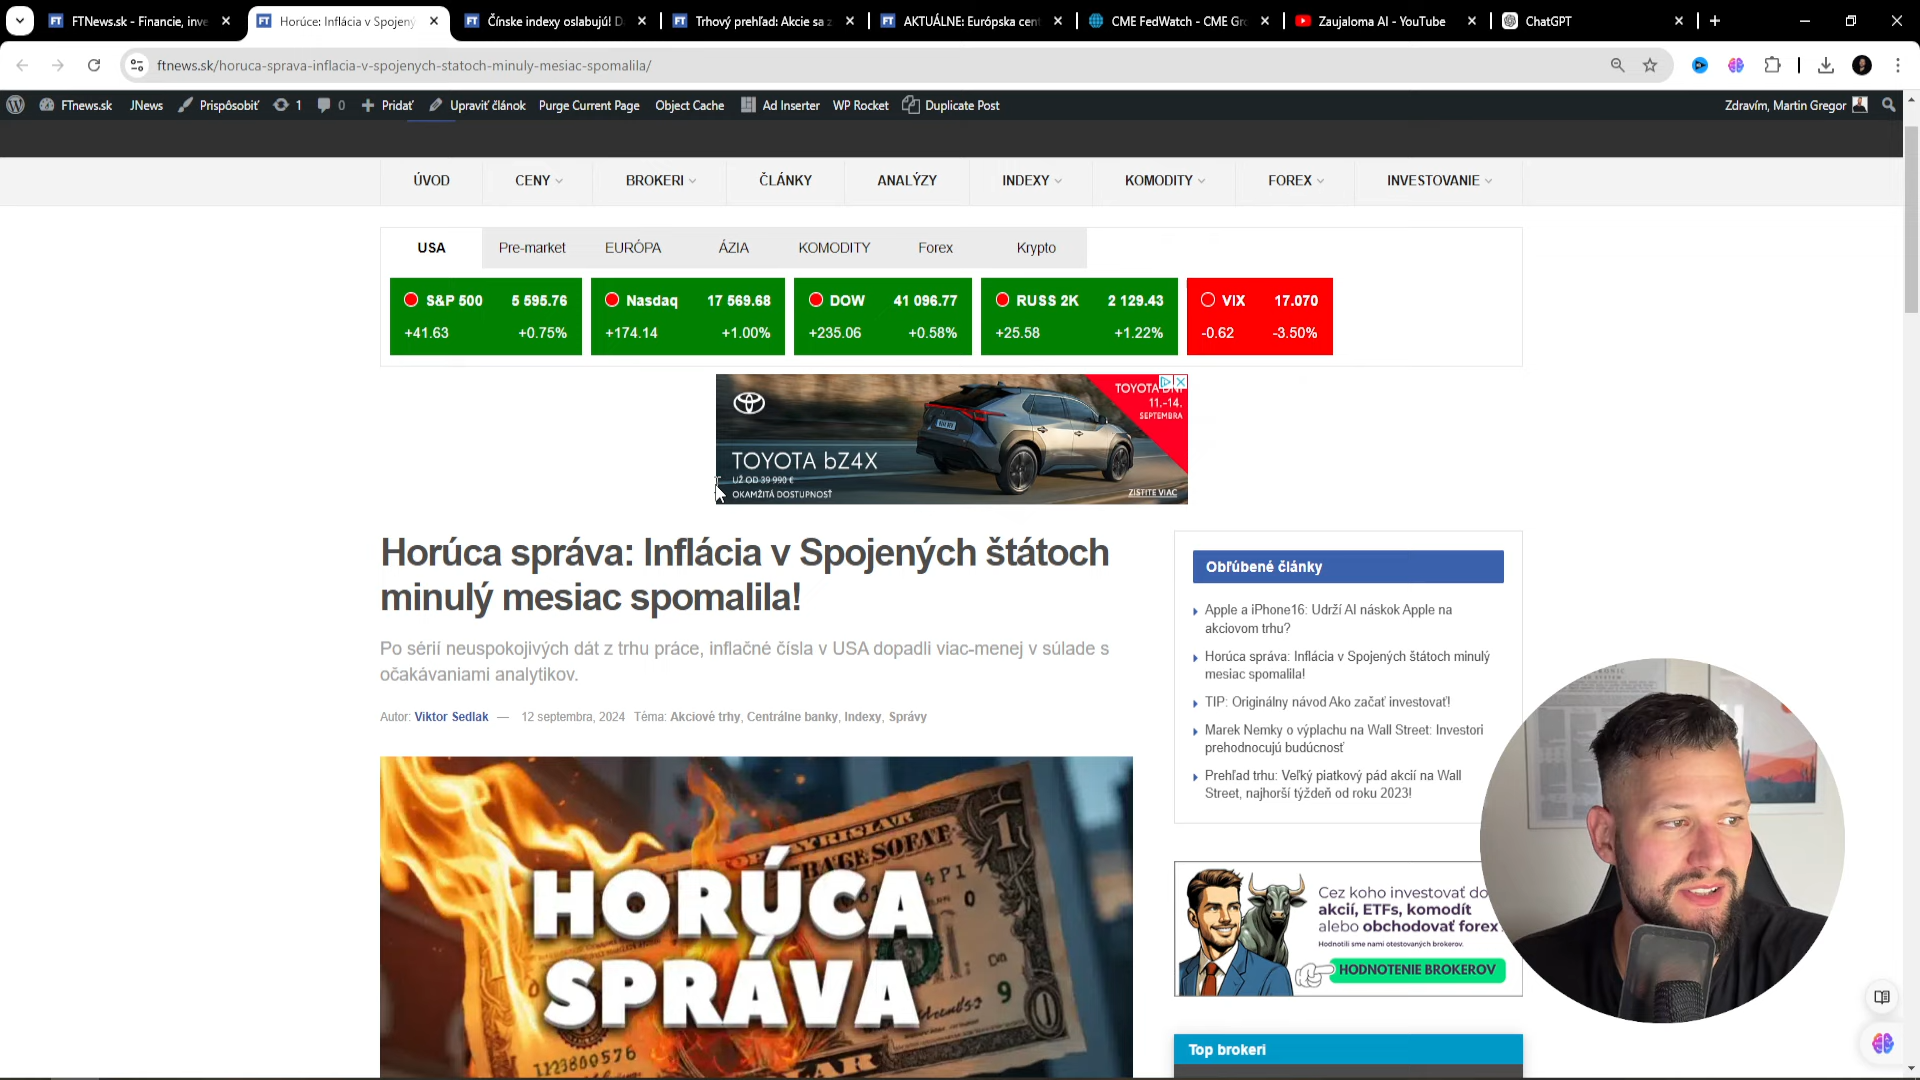 FTNews.sk - Financie, inve
Horúce: Inflácia v Spojený
Čínske indexy oslabujú! D
Trhový prehľad: Akcie sa z
AKTUÁLNE: Európska cen
CME FedWatch - CME Gr
Zaujaloma AI - YouTube
ChatGPT
ftnews.sk/horuca-sprava-inflacia-v-spojenych-statoch-minuly-mesiac-spomalila/
FTnews.sk
JNews
Prispôsobiť
1
0
Pridať
Upraviť článok
Purge Current Page
Object Cache
Ad Inserter
WP Rocket
Duplicate Post
Zdravím, Martin Gregor
ÚVOD
CENY
BROKERI
ČLÁNKY
ANALÝZY
INDEXY
KOMODITY
FOREX
INVESTOVANIE
USA
Pre-market
EURÓPA
ÁZIA
KOMODITY
Forex
Krypto
S&P 500 5 595.76
+41.63 +0.75%
Nasdaq 17 569.68
+174.14 +1.00%
DOW 41 096.77
+235.06 +0.58%
RUSS 2K 2 129.43
+25.58 +1.22%
VIX 17.070
-0.62 -3.50%
TOYOTA DNI
11.-14.
SEPTEMBRA
TOYOTA bZ4X
UŽ OD 39 990 €
OKAMŽITÁ DOSTUPNOSŤ
ZISTITE VIAC
Horúca správa: Inflácia v Spojených štátoch
minulý mesiac spomalila!
Po sérií neuspokojivých dát z trhu práce, inflačné čísla v USA dopadli viac-menej v súlade s
očakávaniami analytikov.
Autor: Viktor Sedlak — 12 septembra, 2024 Téma: Akciové trhy, Centrálne banky, Indexy, Správy
HORÚCA
SPRÁVA
Obľúbené články
Apple a iPhone16: Udrží AI náskok Apple na
akciovom trhu?
Horúca správa: Inflácia v Spojených štátoch minulý
mesiac spomalila!
TIP: Originálny návod Ako začať investovať!
Marek Nemky o výplachu na Wall Street: Investori
prehodnocujú budúcnosť
Prehľad trhu: Veľký piatkový pád akcií na Wall
Street, najhorší týždeň od roku 2023!
Cez koho investovať do
akcií, ETFs, komodít
alebo obchodovať forex
Hodnotili sme nami otestovaných brokerov.
HODNOTENIE BROKEROV
Top brokeri